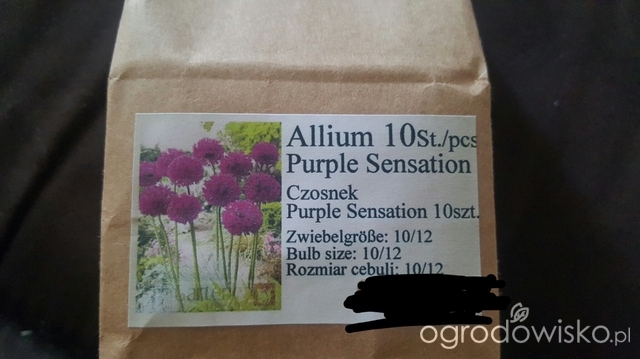 Allium 10St./pcs
Purple Sensation
Czosnek
Purple Sensation 10szt.
Zwiebelgröße: 10/12
Bulb size: 10/12
Rozmiar cebuli: 10/12
ogrodowisko.pl